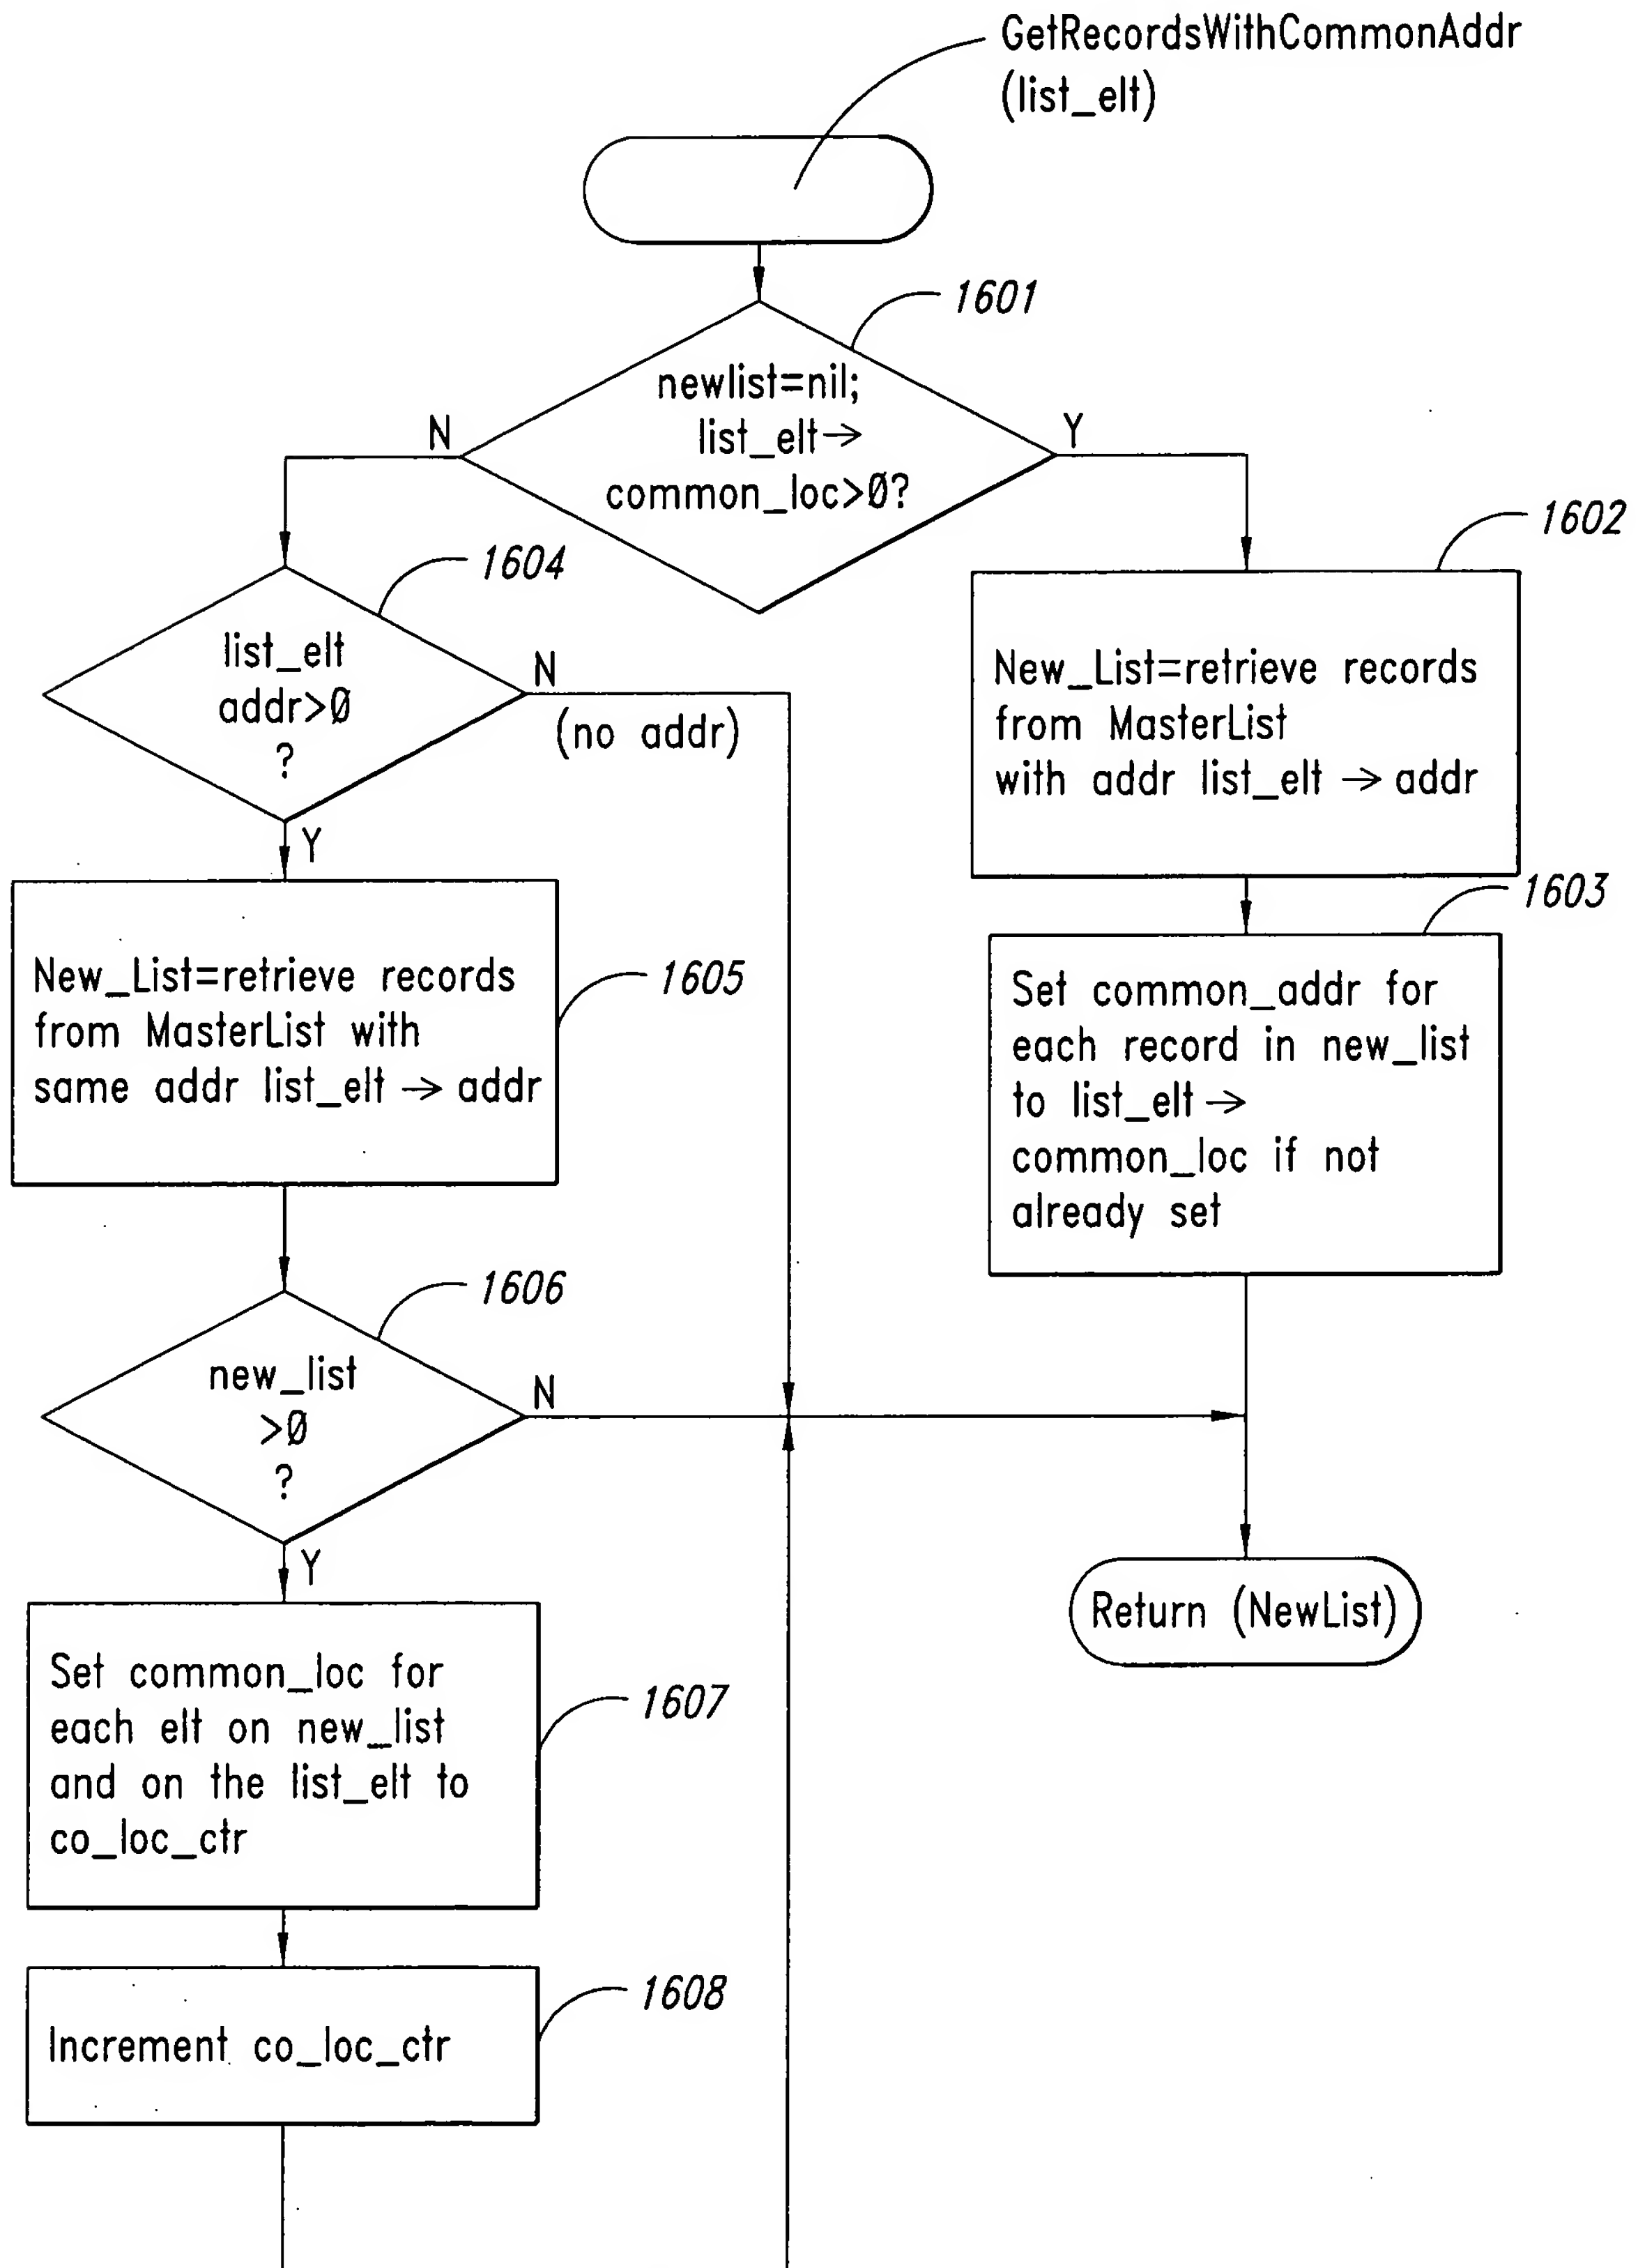 GetRecordsWithCommonAddr
(list_elt)
1601
newlist=nil;
list_elt→
common_loc>0?
N
Y
1602
New_List=retrieve records
from MasterList
with addr list_elt → addr
1603
Set common_addr for
each record in new_list
to list_elt→
common_loc if not
already set
1604
list_elt
addr>0
?
N
(no addr)
Y
1605
New_List=retrieve records
from MasterList with
same addr list_elt → addr
1606
new_list
>0
?
N
Y
Return (NewList)
1607
Set common_loc for
each elt on new_list
and on the list_elt to
co_loc_ctr
1608
Increment co_loc_ctr